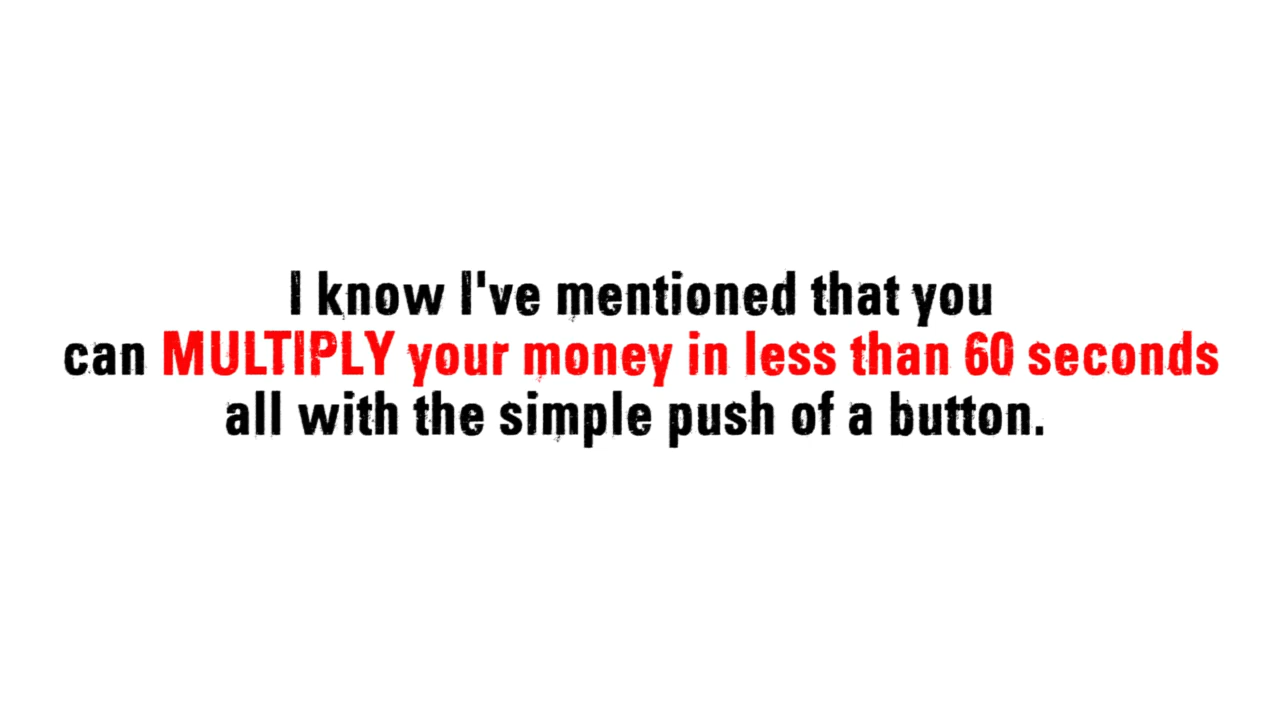 I know I've mentioned that you
can MULTIPLY your money in less than 60 seconds
all with the simple push of a button.